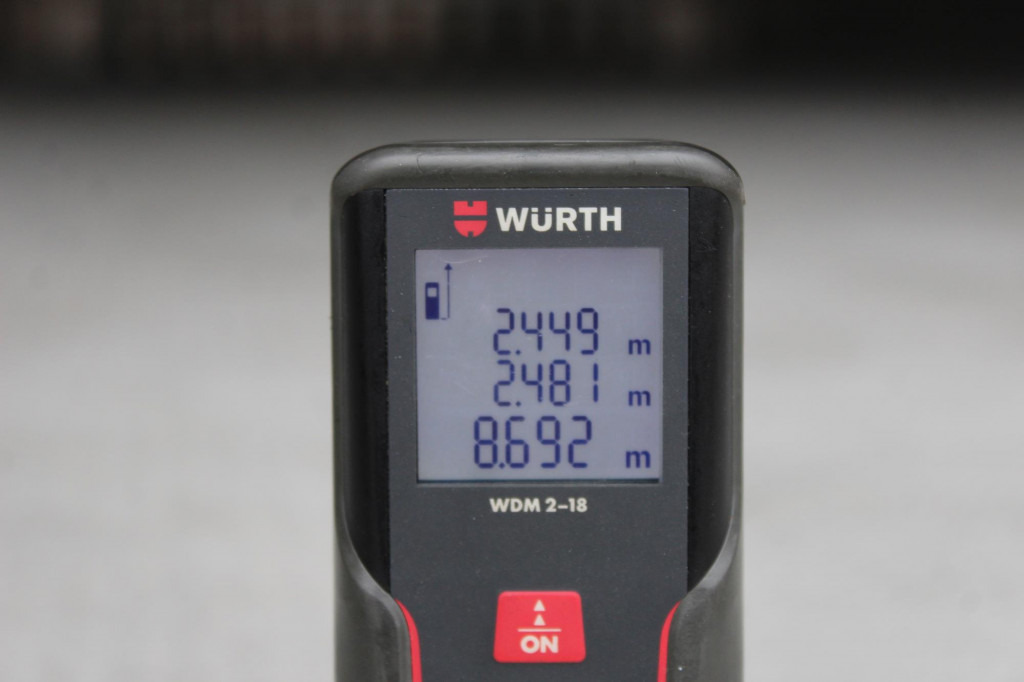 WÜRTH
2.449 m
2.481 m
8.692 m
WDM 2-18
ON